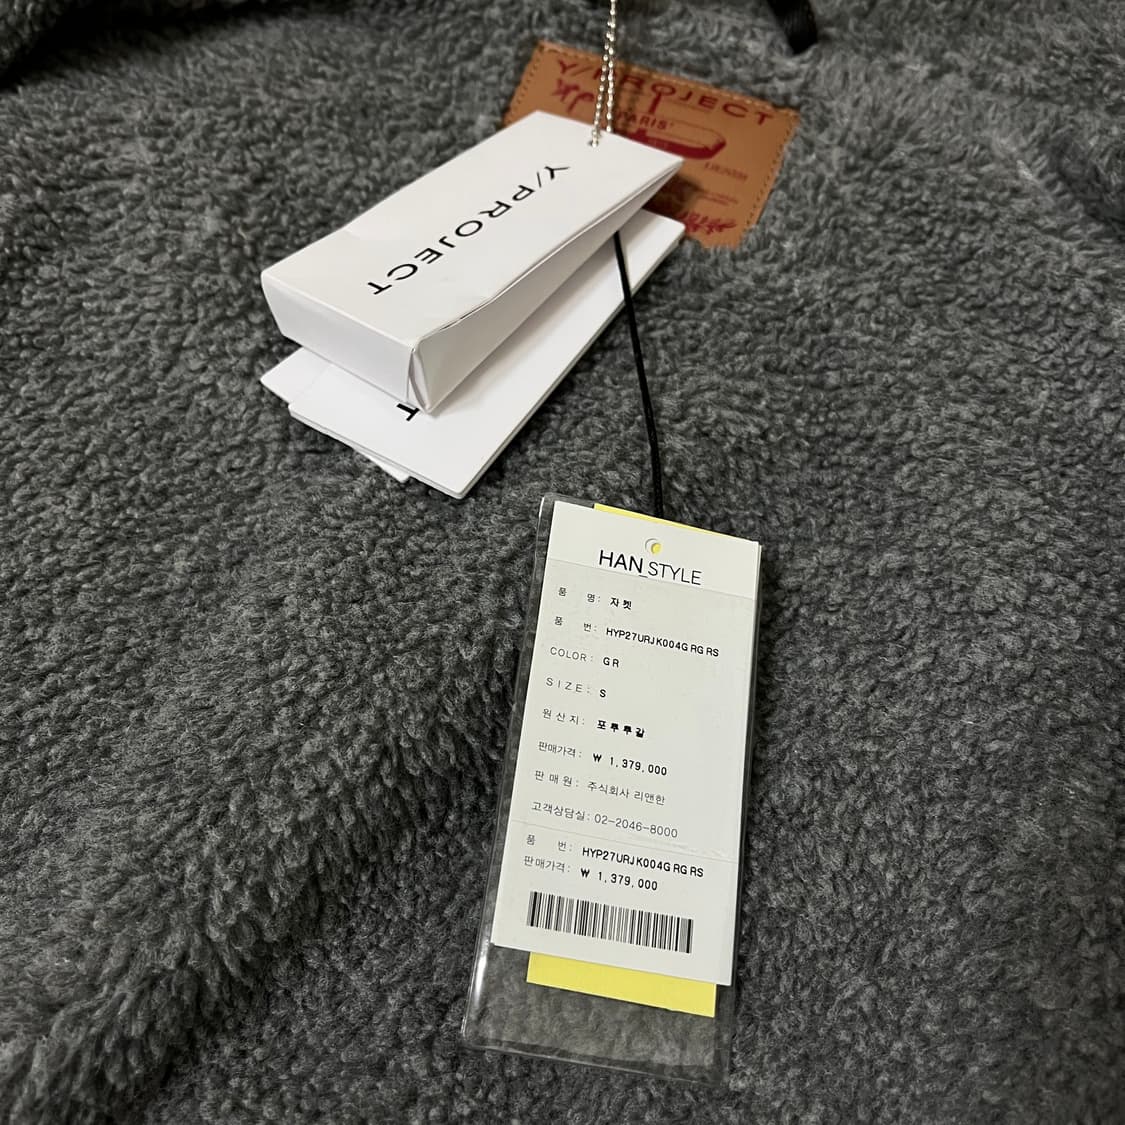 Y/PROJECT
PARIS'
Y/PROJECT
T
HAN_STYLE
품 명: 자켓
품 번: HYP27URJK004G RG RS
COLOR: GR
SIZE: S
원산지: 포루투갈
판매가격: ₩ 1,379,000
판매원: 주식회사 리앤한
고객상담실: 02-2046-8000
품 번: HYP27URJK004G RG RS
판매가격: ₩ 1,379,000